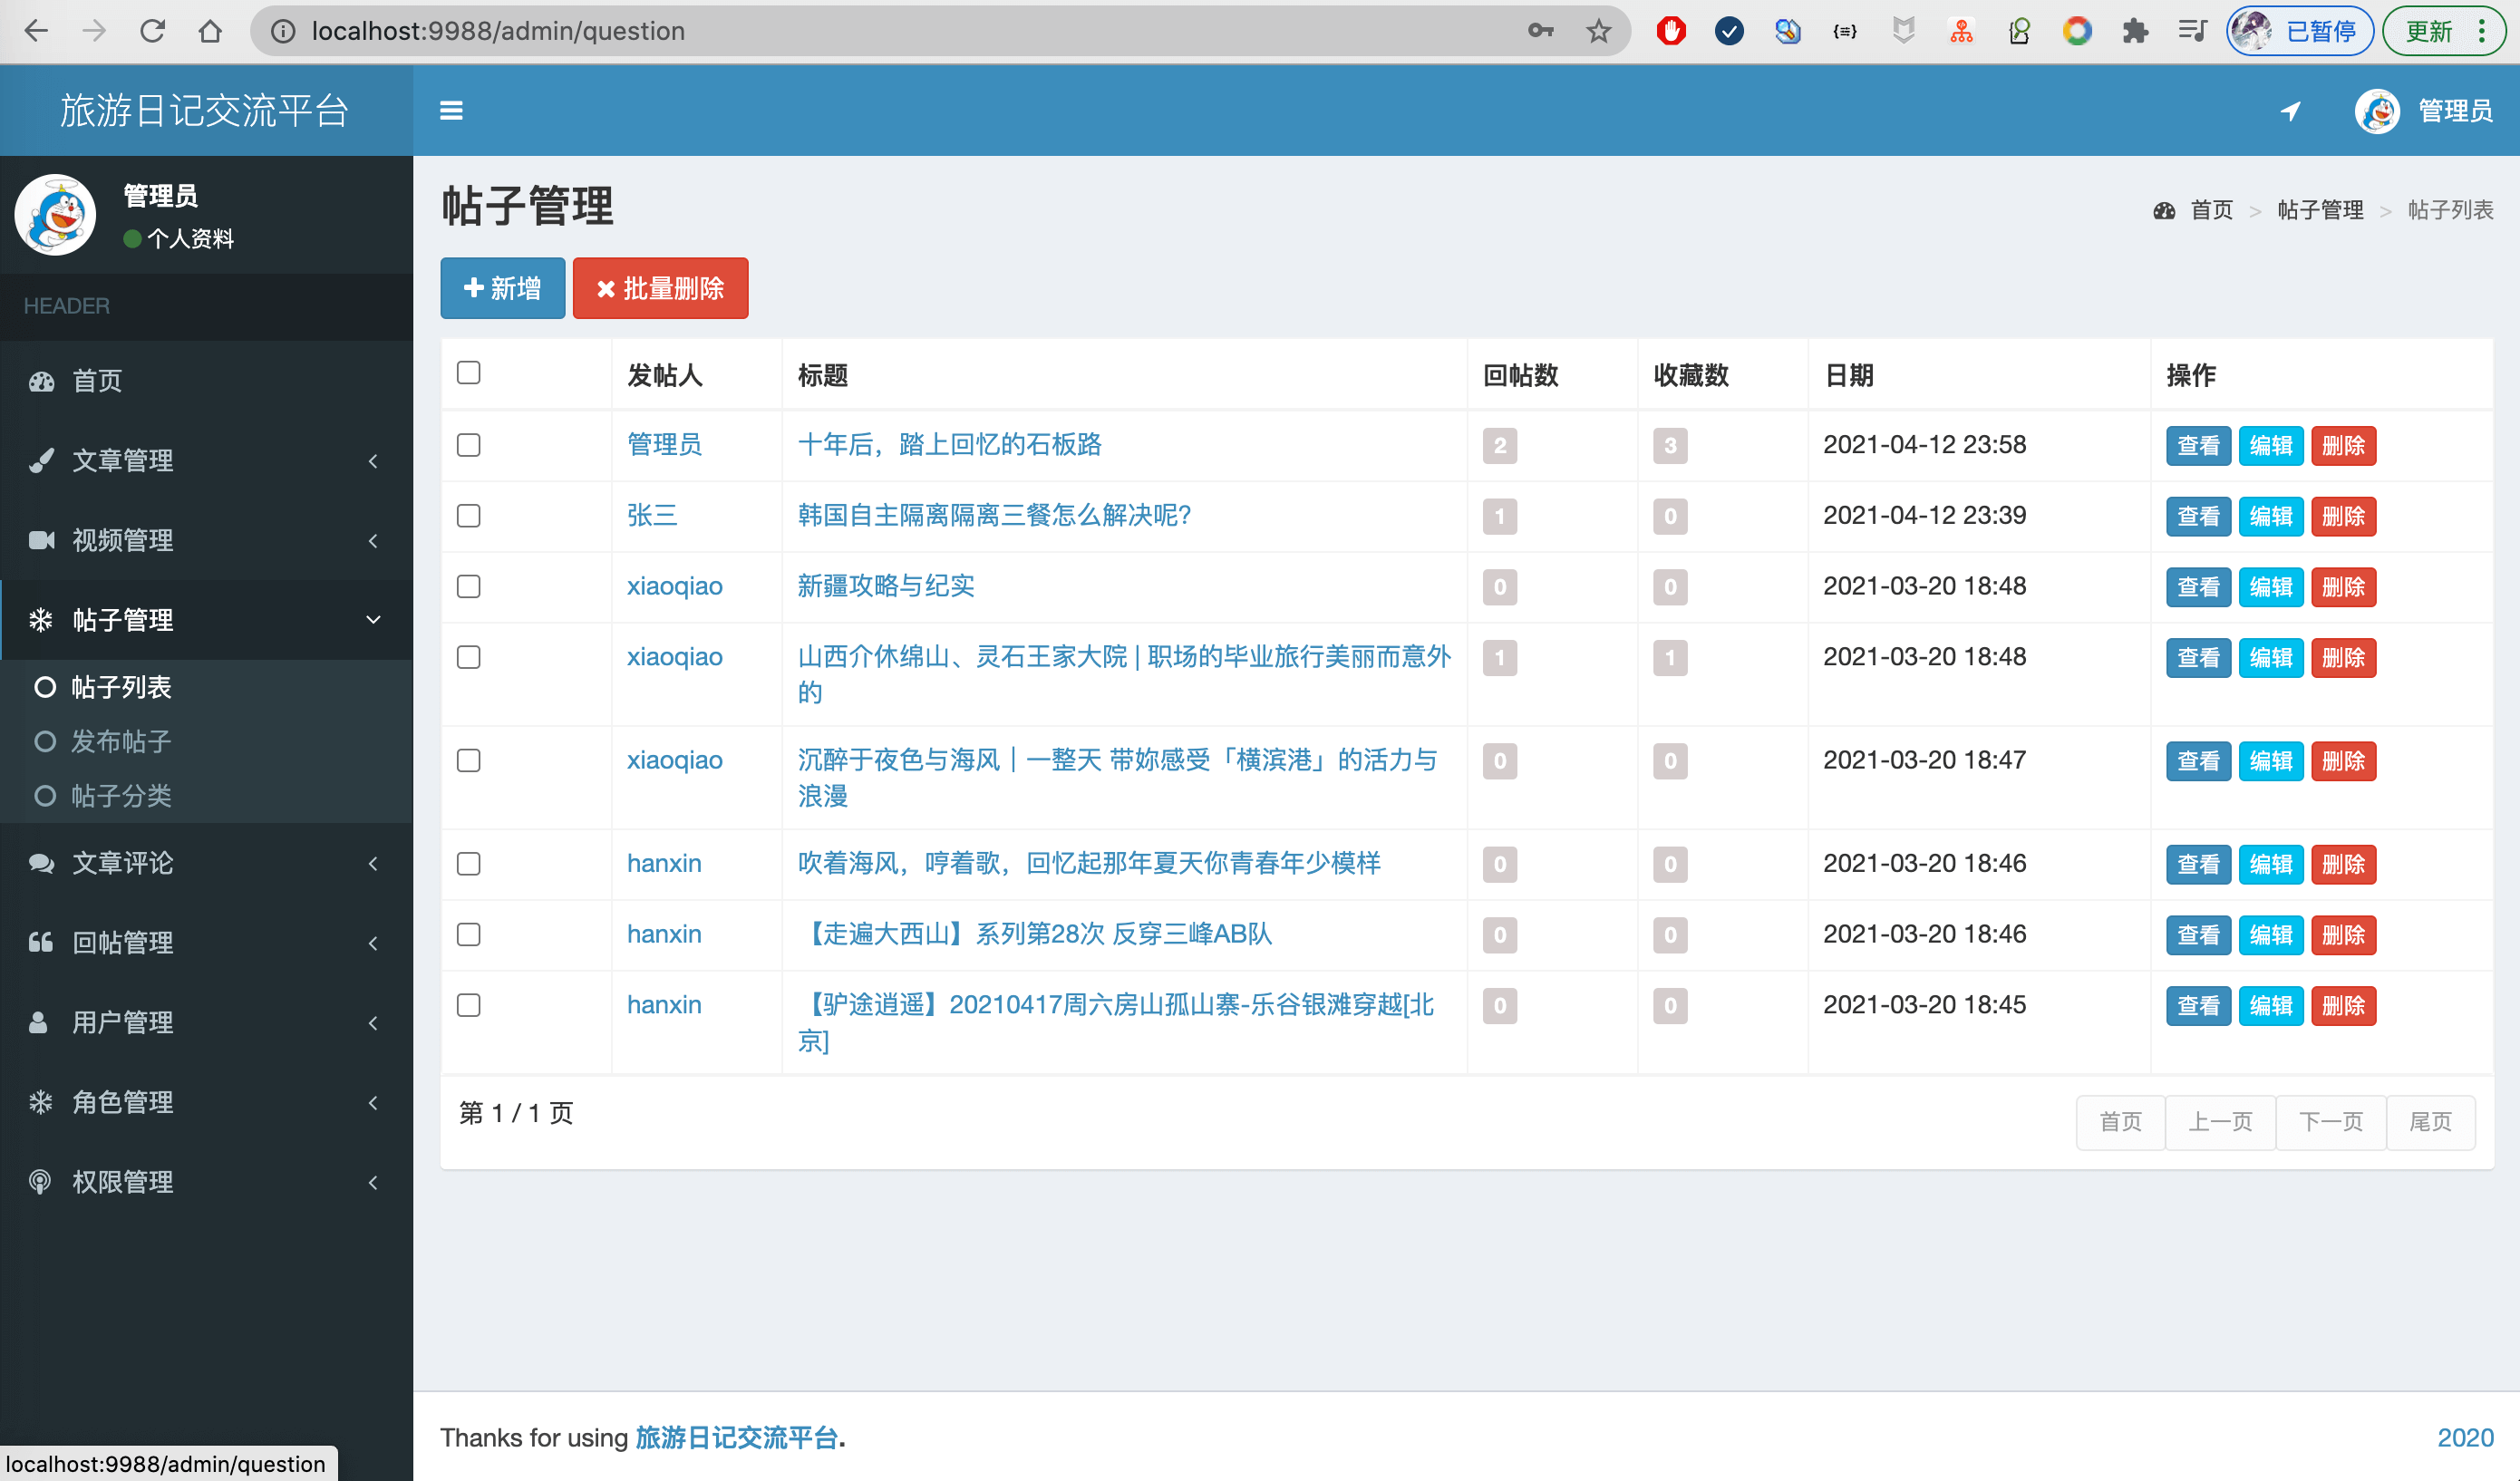 localhost:9988/admin/question
已暂停
更新
旅游日记交流平台
管理员
管理员
个人资料
HEADER
首页
文章管理
视频管理
帖子管理
帖子列表
发布帖子
帖子分类
文章评论
回帖管理
用户管理
角色管理
权限管理
帖子管理
首页 > 帖子管理 > 帖子列表
新增 批量删除
发帖人 标题 回帖数 收藏数 日期 操作
管理员 十年后，踏上回忆的石板路 2 3 2021-04-12 23:58 查看 编辑 删除
张三 韩国自主隔离隔离三餐怎么解决呢? 1 0 2021-04-12 23:39 查看 编辑 删除
xiaoqiao 新疆攻略与纪实 0 0 2021-03-20 18:48 查看 编辑 删除
xiaoqiao 山西介休绵山、灵石王家大院 | 职场的毕业旅行美丽而意外 1 1 2021-03-20 18:48 查看 编辑 删除
的
xiaoqiao 沉醉于夜色与海风｜一整天 带妳感受「横滨港」的活力与 0 0 2021-03-20 18:47 查看 编辑 删除
浪漫
hanxin 吹着海风，哼着歌，回忆起那年夏天你青春年少模样 0 0 2021-03-20 18:46 查看 编辑 删除
hanxin 【走遍大西山】系列第28次 反穿三峰AB队 0 0 2021-03-20 18:46 查看 编辑 删除
hanxin 【驴途逍遥】20210417周六房山孤山寨-乐谷银滩穿越[北 0 0 2021-03-20 18:45 查看 编辑 删除
京]
第 1 / 1 页
首页 上一页 下一页 尾页
Thanks for using 旅游日记交流平台.
2020
localhost:9988/admin/question